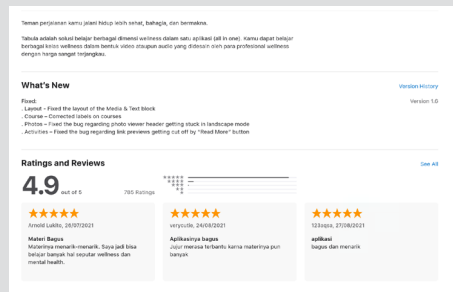 Teman perjalanan kamu jalani hidup lebih sehat, bahagia, dan bermakna.
Tabula adalah solusi belajar berbagai dimensi wellness dalam satu aplikasi (all in one). Kamu dapat belajar
berbagai kelas wellness dalam bentuk video ataupun audio yang didesain oleh para profesional wellness
dengan harga sangat terjangkau.
What's New
Version History
Fixed:
Version 1.6
. Layout - Fixed the layout of the Media & Text block
. Course – Corrected labels on courses
. Photos – Fixed the bug regarding photo viewer header getting stuck in landscape mode
. Activities – Fixed the bug regarding link previews getting cut off by "Read More" button
Ratings and Reviews
See All
4.9 out of 5
795 Ratings
Arnold Lukito, 26/07/2021
Materi Bagus
Materinya menarik-menarik. Saya jadi bisa
belajar banyak hal seputar wellness dan
mental health.
verycutie, 24/08/2021
Aplikasinya bagus
Jujur merasa terbantu karna materinya pun
banyak
123oqsa, 27/08/2021
aplikasi
bagus dan menarik